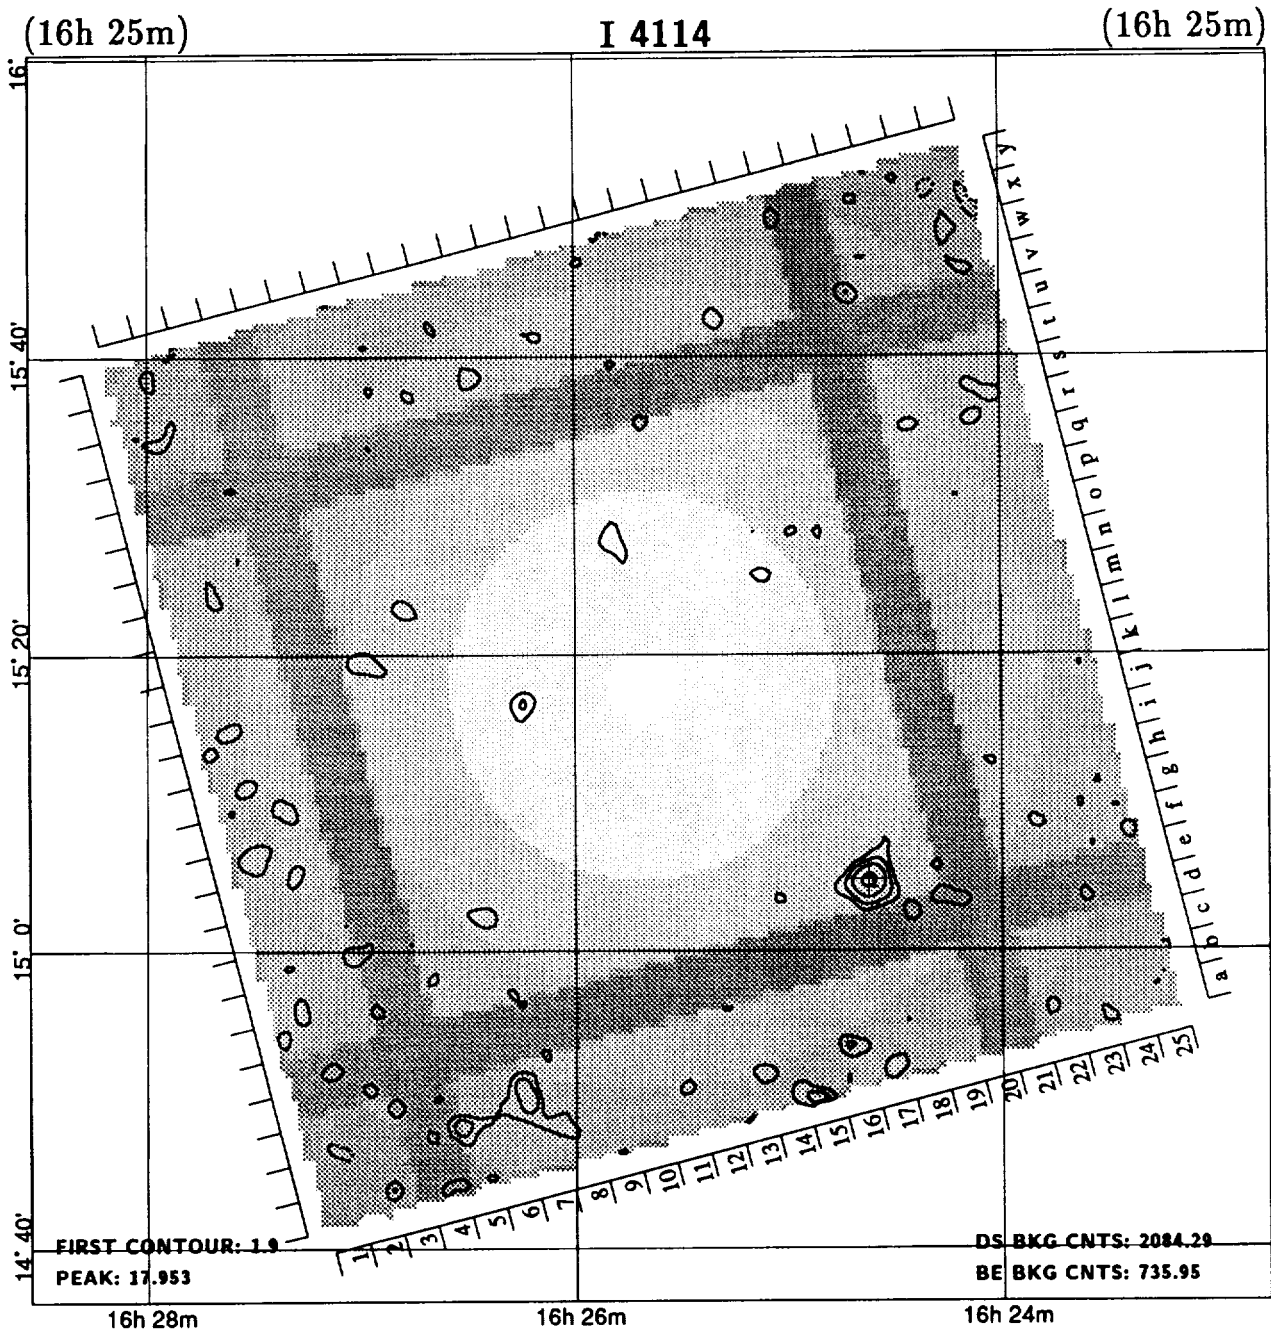 (16h 25m) I 4114 (16h 25m)
16°
15° 40'
15° 20'
15° 0'
14° 40'
a b c d e f g h i j k l m n o p q r s t u v w x y
1 2 3 4 5 6 7 8 9 10 11 12 13 14 15 16 17 18 19 20 21 22 23 24 25
FIRST CONTOUR: 1.9 DS BKG CNTS: 2084.29
PEAK: 17.953 BE BKG CNTS: 735.95
16h 28m 16h 26m 16h 24m